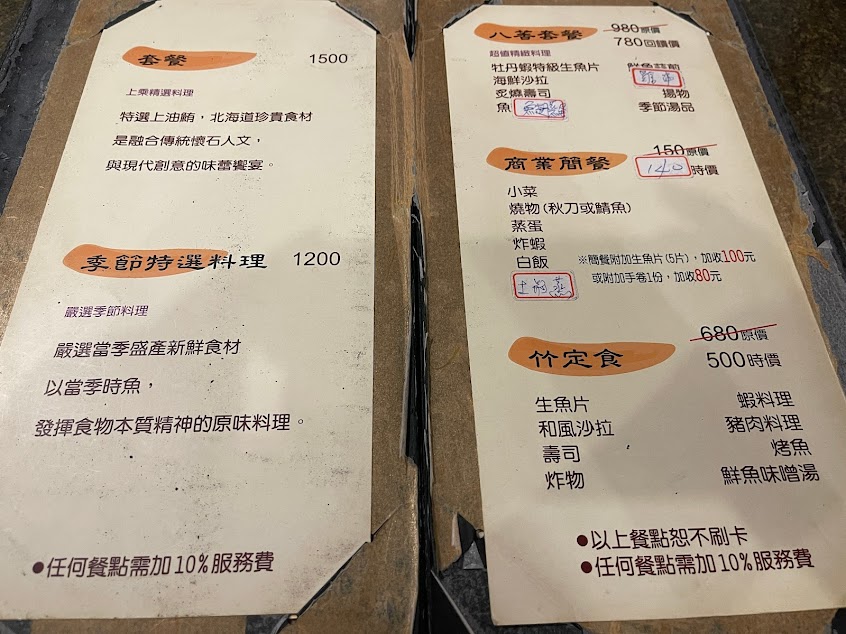 套餐 1500
上乘精選料理
特選上油鮪，北海道珍貴食材
是融合傳統懷石人文，
與現代創意的味蕾饗宴。
季節特選料理 1200
嚴選季節料理
嚴選當季盛產新鮮食材
以當季時魚，
發揮食物本質精神的原味料理。
●任何餐點需加10%服務費
八菩套餐 980原價
780回饋價
超值精緻料理
牡丹蝦特級生魚片
海鮮沙拉
炙燒壽司 揚物
魚 季節湯品
商業簡餐 150原價
140時價
小菜
燒物(秋刀或鯖魚)
蒸蛋
炸蝦
白飯 ※簡餐附加生魚片(5片)，加收100元
或附加手卷1份，加收80元
竹定食 680原價
500時價
生魚片 蝦料理
和風沙拉 豬肉料理
壽司 烤魚
炸物 鮮魚味噌湯
●以上餐點恕不刷卡
●任何餐點需加10%服務費